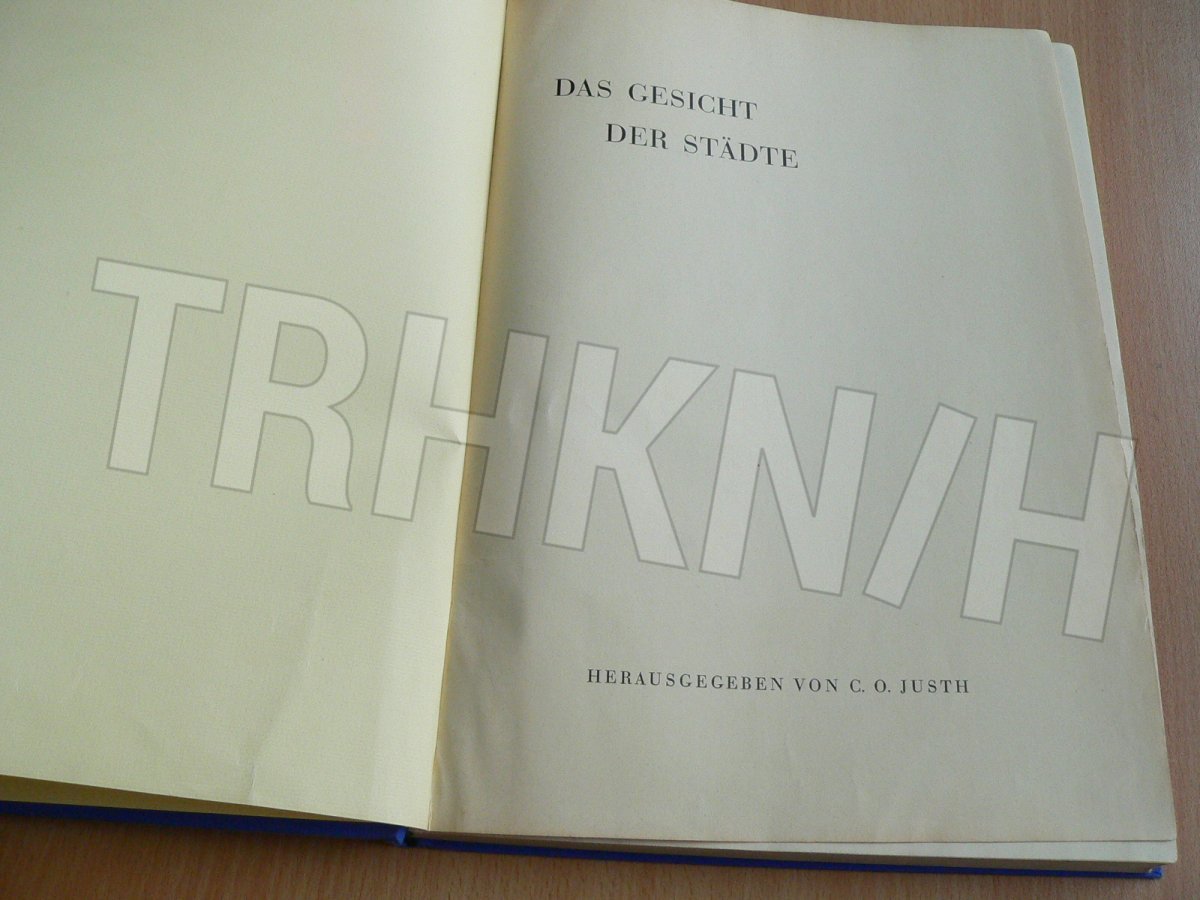 DAS GESICHT
DER STÄDTE
TRHKN/H
HERAUSGEGEBEN VON C. O. JUSTH